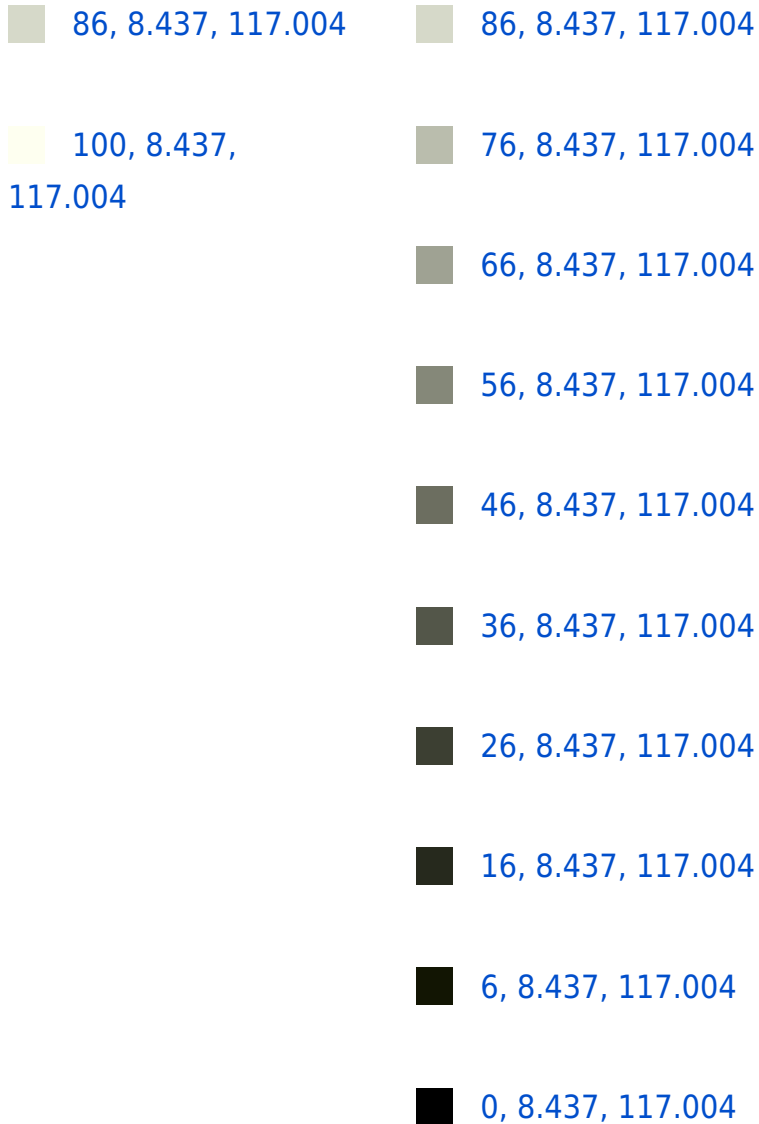 86, 8.437, 117.004
100, 8.437,
117.004
86, 8.437, 117.004
76, 8.437, 117.004
66, 8.437, 117.004
56, 8.437, 117.004
46, 8.437, 117.004
36, 8.437, 117.004
26, 8.437, 117.004
16, 8.437, 117.004
6, 8.437, 117.004
0, 8.437, 117.004